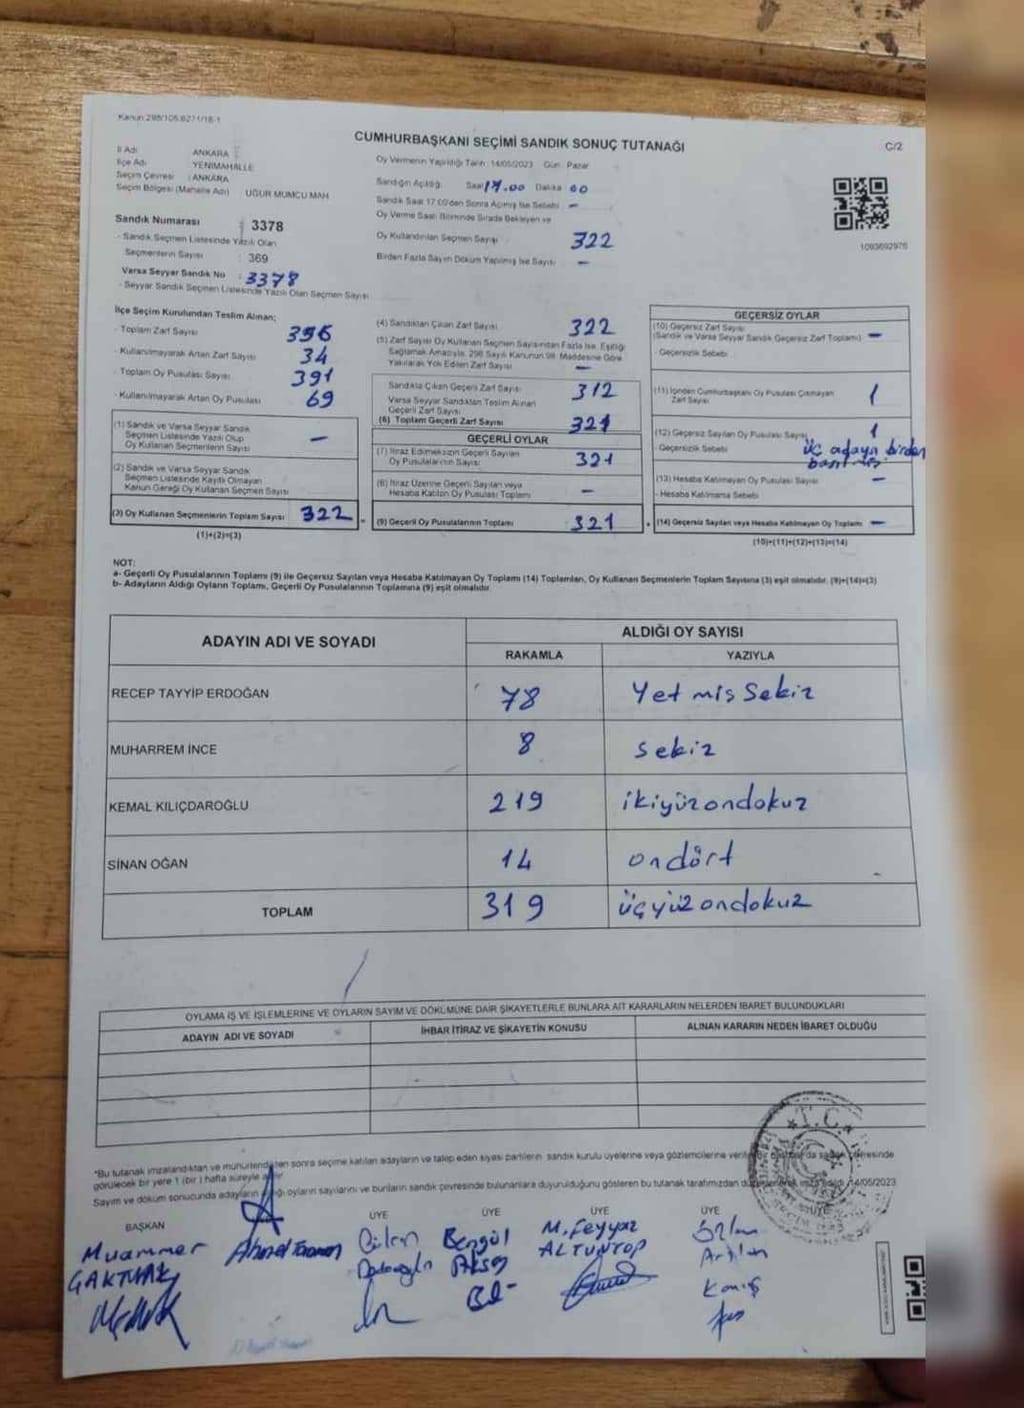 Kanun:298/105,6271/18-1
CUMHURBAŞKANI SEÇİMİ SANDIK SONUÇ TUTANAĞI
C/2
İl Adı ANKARA
İlçe Adı YENİMAHALLE
Seçim Çevresi : ANKARA
Seçim Bölgesi (Mahalle Adı) UĞUR MUMCU MAH
Sandık Numarası : 3378
- Sandık Seçmen Listesinde Yazılı Olan
Seçmenlerin Sayısı : 369
Varsa Seyyar Sandık No : 3378
- Seyyar Sandık Seçmen Listesinde Yazılı Olan Seçmen Sayısı
Oy Vermenin Yapıldığı Tarih: 14/05/2023 Gün: Pazar
Sandığın Açıldığı: Saat 17.00 Dakika 00
Sandık Saat 17:00'den Sonra Açılmış İse Sebebi: -
Oy Verme Saati Bitiminde Sırada Bekleyen ve
Oy Kullandırılan Seçmen Sayısı 322
Birden Fazla Sayım Döküm Yapılmış İse Sayısı: -
1093692976
İlçe Seçim Kurulundan Teslim Alınan;
- Toplam Zarf Sayısı 356
- Kullanılmayarak Artan Zarf Sayısı 34
- Toplam Oy Pusulası Sayısı 391
- Kullanılmayarak Artan Oy Pusulası 69
(1) Sandık ve Varsa Seyyar Sandık
Seçmen Listesinde Yazılı Olup
Oy Kullanan Seçmenlerin Sayısı -
(2) Sandık ve Varsa Seyyar Sandık
Seçmen Listesinde Kayıtlı Olmayan
Kanun Gereği Oy Kullanan Seçmen Sayısı
(3) Oy Kullanan Seçmenlerin Toplam Sayısı 322
(1)+(2)=(3)
(4) Sandıktan Çıkan Zarf Sayısı 322
(5) Zarf Sayısı Oy Kullanan Seçmen Sayısından Fazla İse, Eşitliği
Sağlamak Amacıyla, 298 Sayılı Kanunun 98. Maddesine Göre
Yakılarak Yok Edilen Zarf Sayısı -
Sandıkta Çıkan Geçerli Zarf Sayısı 312
Varsa Seyyar Sandıktan Teslim Alınan
Geçerli Zarf Sayısı
(6) Toplam Geçerli Zarf Sayısı 321
GEÇERLİ OYLAR
(7) İtiraz Edilmeksizin Geçerli Sayılan
Oy Pusulalarının Sayısı 321
(8) İtiraz Üzerine Geçerli Sayılan veya
Hesaba Katılan Oy Pusulası Toplamı -
(9) Geçerli Oy Pusulalarının Toplamı 321
GEÇERSİZ OYLAR
(10) Geçersiz Zarf Sayısı
(Sandık ve Varsa Seyyar Sandık Geçersiz Zarf Toplamı) -
- Geçersizlik Sebebi
(11) İçinden Cumhurbaşkanı Oy Pusulası Çıkmayan
Zarf Sayısı 1
(12) Geçersiz Sayılan Oy Pusulası Sayısı 1
- Geçersizlik Sebebi üç adayın birden
(13) Hesaba Katılmayan Oy Pusulası Sayısı -
- Hesaba Katılmama Sebebi
(14) Geçersiz Sayılan veya Hesaba Katılmayan Oy Toplamı -
(10)+(11)+(12)+(13)=(14)
NOT:
a- Geçerli Oy Pusulalarının Toplamı (9) ile Geçersiz Sayılan veya Hesaba Katılmayan Oy Toplamı (14) Toplamları, Oy Kullanan Seçmenlerin Toplam Sayısına (3) eşit olmalıdır. (9)+(14)=(3)
b- Adayların Aldığı Oyların Toplamı, Geçerli Oy Pusulalarının Toplamına (9) eşit olmalıdır.
ADAYIN ADI VE SOYADI ALDIĞI OY SAYISI
RAKAMLA YAZIYLA
RECEP TAYYİP ERDOĞAN 78 Yetmiş Sekiz
MUHARREM İNCE 8 sekiz
KEMAL KILIÇDAROĞLU 219 ikiyüzondokuz
SİNAN OĞAN 14 ondört
TOPLAM 319 üçyüzondokuz
OYLAMA İŞ VE İŞLEMLERİNE VE OYLARIN SAYIM VE DÖKÜMÜNE DAİR ŞİKAYETLERLE BUNLARA AİT KARARLARIN NELERDEN İBARET BULUNDUKLARI
ADAYIN ADI VE SOYADI İHBAR İTİRAZ VE ŞİKAYETİN KONUSU ALINAN KARARIN NEDEN İBARET OLDUĞU
*Bu tutanak imzalandıktan ve mühürlendikten sonra seçime katılan adayların ve talep eden siyasi partilerin sandık kurulu üyelerine veya gözlemcilerine
görülecek bir yere 1 (bir) hafta süreyle
Sayım ve döküm sonucunda adayların aldığı oyların sayılarını ve bunların sandık çevresinde bulunanlara duyurulduğunu gösteren bu tutanak tarafımızdan 14/05/2023
T.C.
BAŞKAN ÜYE ÜYE ÜYE ÜYE
Muammer Ahmet Gülen Bengül M. Feyyaz Özlem
Aksoy ALTUNTOP